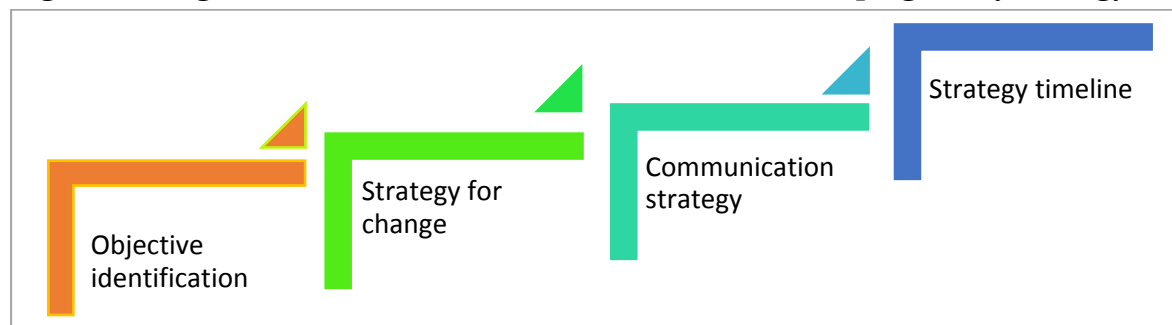 Objective
identification
Strategy for
change
Communication
strategy
Strategy timeline